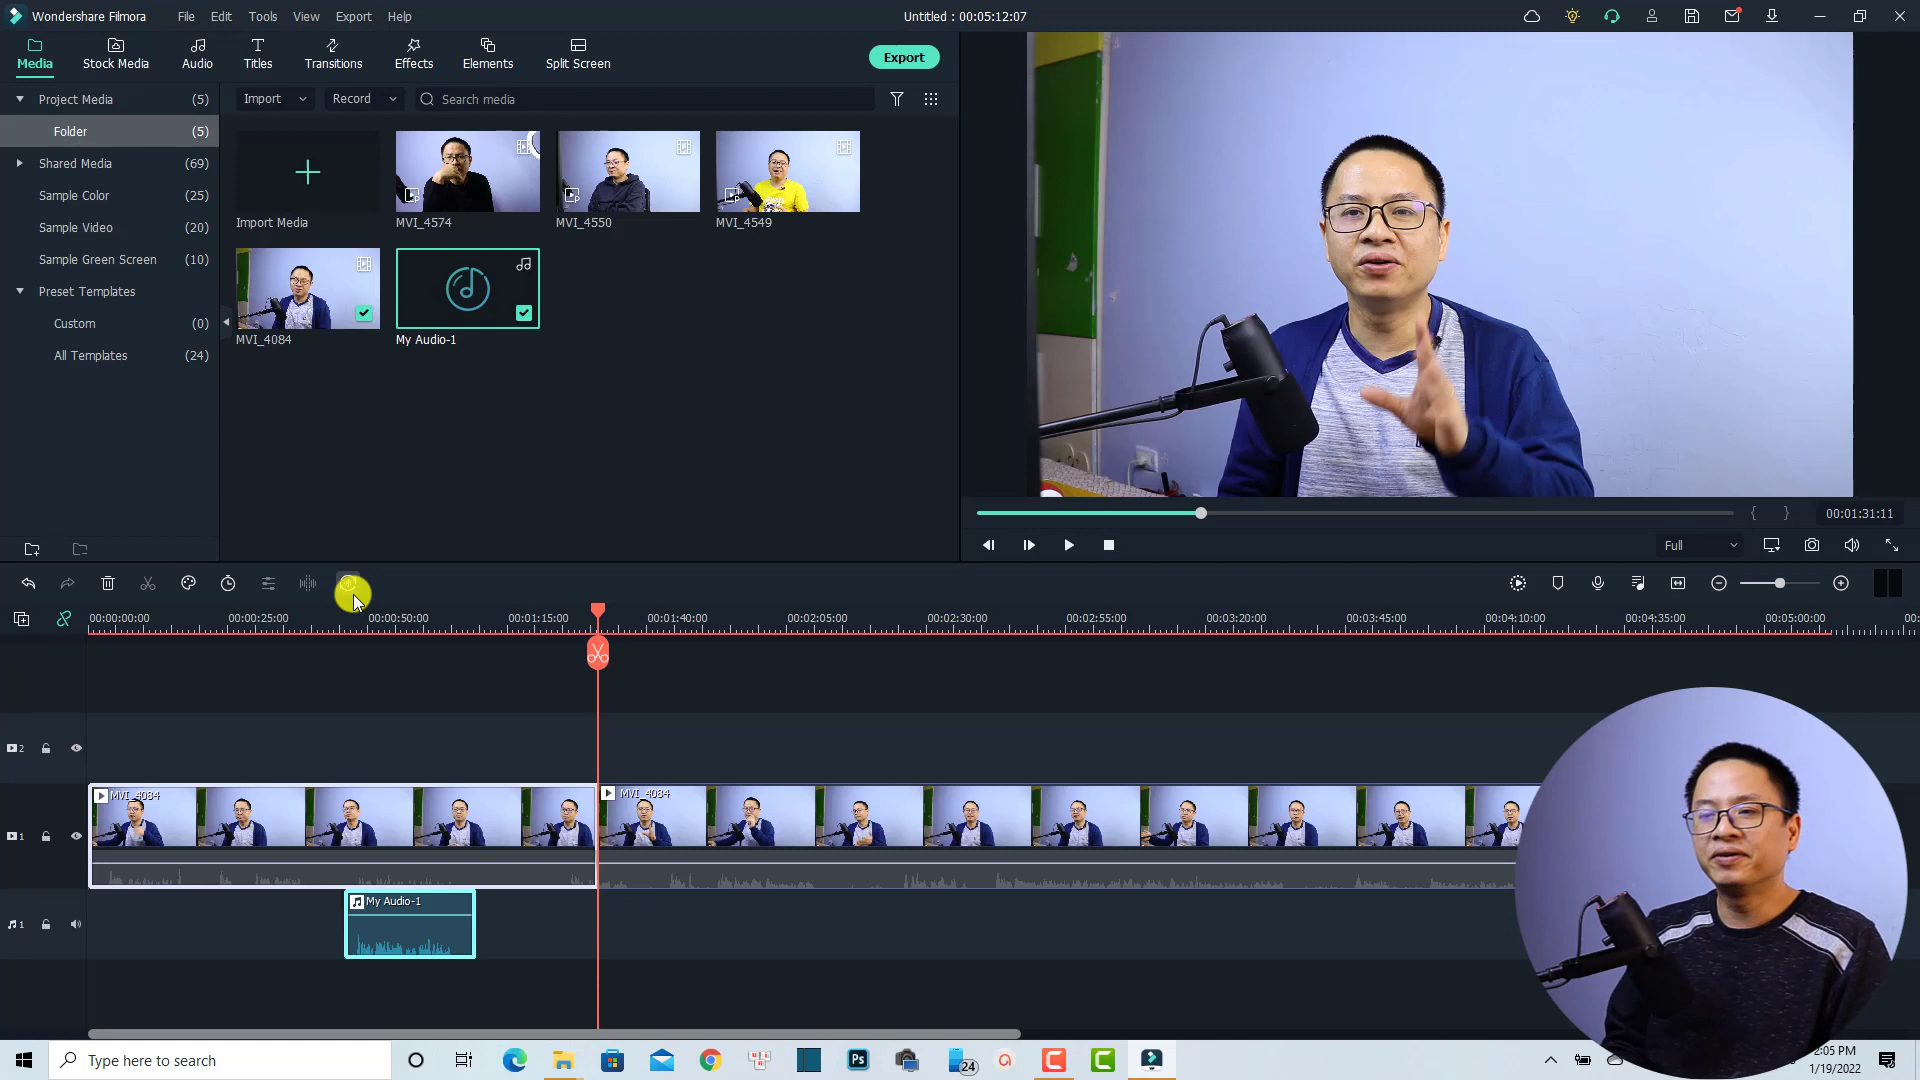 Wondershare Filmora
File
Edit
Tools
View
Export
Help
Untitled : 00:05:12:07
Media
Stock Media
Audio
Titles
Transitions
Effects
Elements
Split Screen
Export
Project Media (5)
Folder (5)
Shared Media (69)
Sample Color (25)
Sample Video (20)
Sample Green Screen (10)
Preset Templates
Custom (0)
All Templates (24)
Import
Record
Search media
Import Media
MVI_4574
MVI_4550
MVI_4549
MVI_4084
My Audio-1
00:01:31:11
Full
00:00:00:00
00:00:25:00
00:00:50:00
00:01:15:00
00:01:40:00
00:02:05:00
00:02:30:00
00:02:55:00
00:03:20:00
00:03:45:00
00:04:10:00
00:04:35:00
00:05:00:00
00:
2
1
MVI_4084
MVI_4084
1
My Audio-1
Type here to search
Ps
24
2:05 PM
1/19/2022